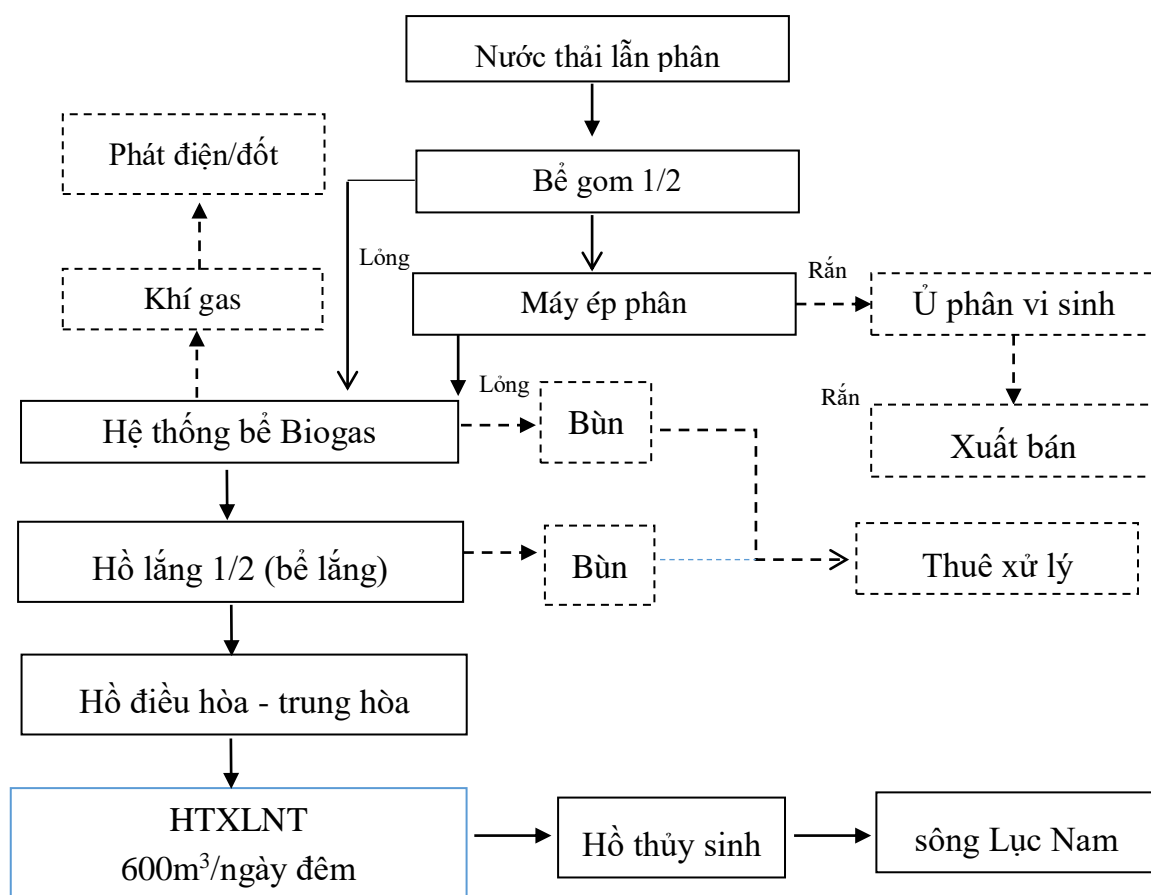 Nước thải lẫn phân
Phát điện/đốt
Bể gom 1/2
Lỏng
Rắn
Khí gas
Máy ép phân
Ủ phân vi sinh
Lỏng
Rắn
Hệ thống bể Biogas
Bùn
Xuất bán
Hồ lắng 1/2 (bể lắng)
Bùn
Thuê xử lý
Hồ điều hòa - trung hòa
HTXLNT
600m³/ngày đêm
Hồ thủy sinh
sông Lục Nam